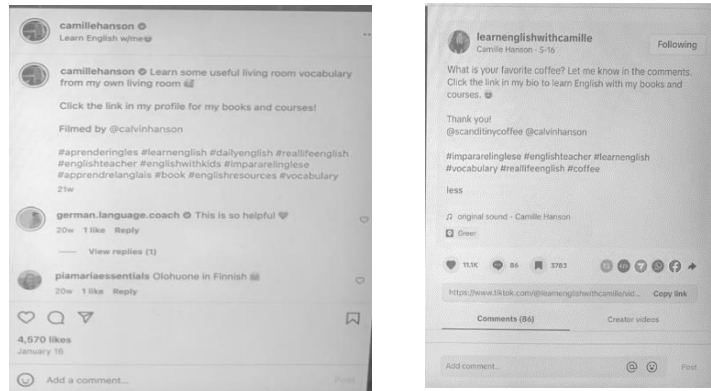 camillehanson
Learn English w/me
camillehanson Learn some useful living room vocabulary
from my own living room
Click the link in my profile for my books and courses!
Filmed by @calvinhanson
#aprenderingles #learnenglish #dailyenglish #reallifeenglish
#englishteacher #englishwithkids #impararelinglese
#apprendrelanglais #book #englishresources #vocabulary
21w
german.language.coach This is so helpful
20w 1 like Reply
View replies (1)
piamariaessentials Olohuone in Finnish
20w 1 like Reply
4,570 likes
January 16
Add a comment...
Post
learnenglishwithcamille
Camille Hanson · 5-16
Following
What is your favorite coffee? Let me know in the comments.
Click the link in my bio to learn English with my books and
courses.
Thank you!
@scanditinycoffee @calvinhanson
#impararelinglese #englishteacher #learnenglish
#vocabulary #reallifeenglish #coffee
less
original sound - Camille Hanson
11.1K 86 3783
https://www.tiktok.com/@learnenglishwithcamille/vid...
Copy link
Comments (86)
Creator videos
Add comment...
Post